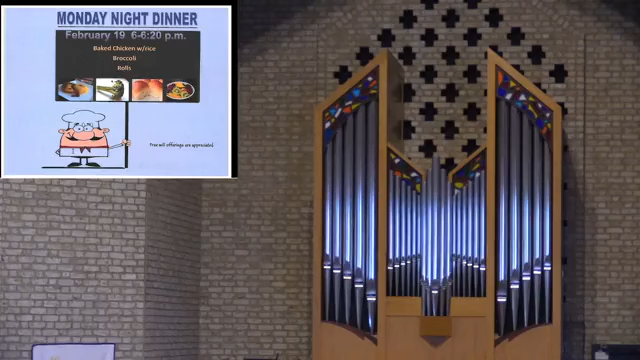 MONDAY NIGHT DINNER
February 19 6-6:20 p.m.
Baked Chicken w/rice
Broccoli
Rolls
Free will offerings are appreciated.